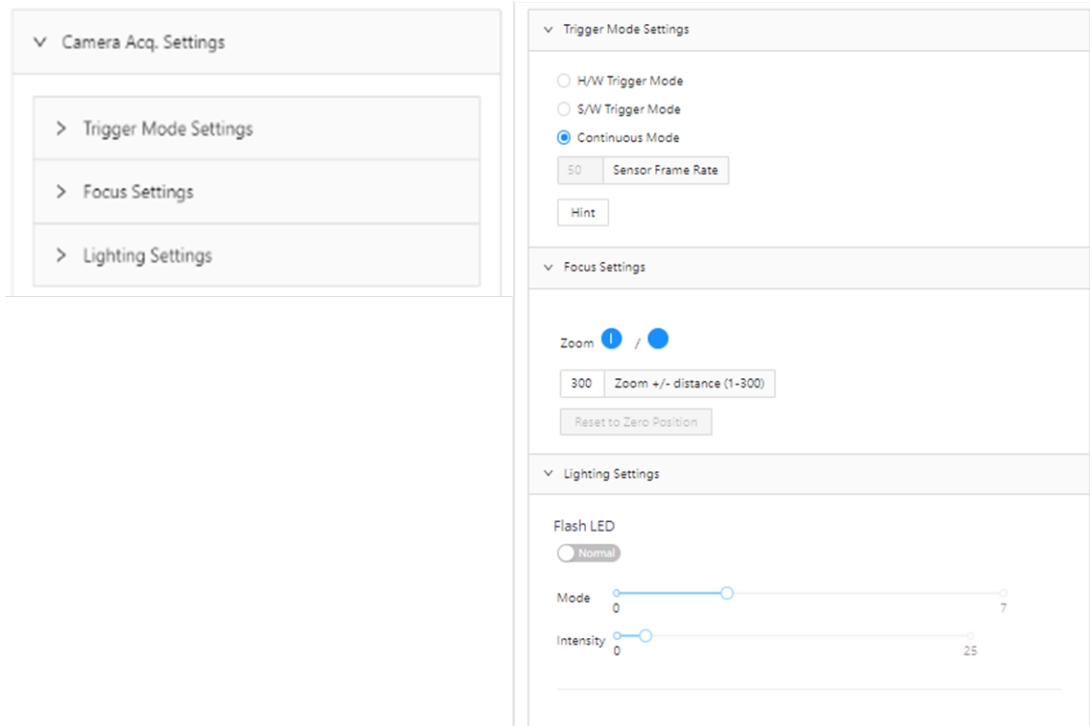 Camera Acq. Settings
Trigger Mode Settings
Focus Settings
Lighting Settings
Trigger Mode Settings
H/W Trigger Mode
S/W Trigger Mode
Continuous Mode
50 Sensor Frame Rate
Hint
Focus Settings
Zoom /
300 Zoom +/- distance (1-300)
Reset to Zero Position
Lighting Settings
Flash LED
Normal
Mode
0 7
Intensity
0 25